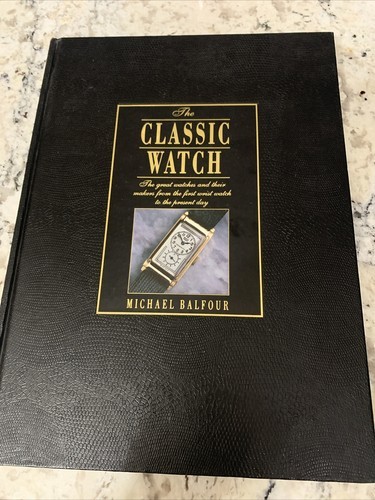 The
CLASSIC
WATCH
The great watches and their
makers from the first wrist watch
to the present day
MICHAEL BALFOUR